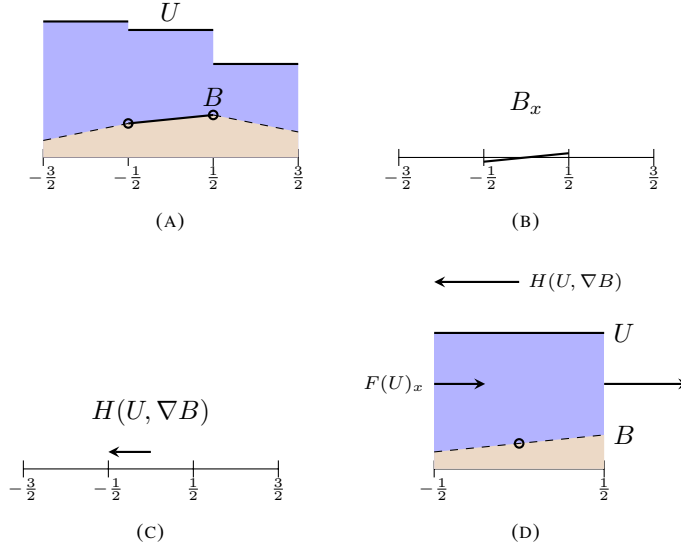 U
B
-3/2 -1/2 1/2 3/2
(A)
B_x
-3/2 -1/2 1/2 3/2
(B)
H(U, ∇B)
-3/2 -1/2 1/2 3/2
(C)
H(U, ∇B)
U
F(U)_x
B
-1/2 1/2
(D)